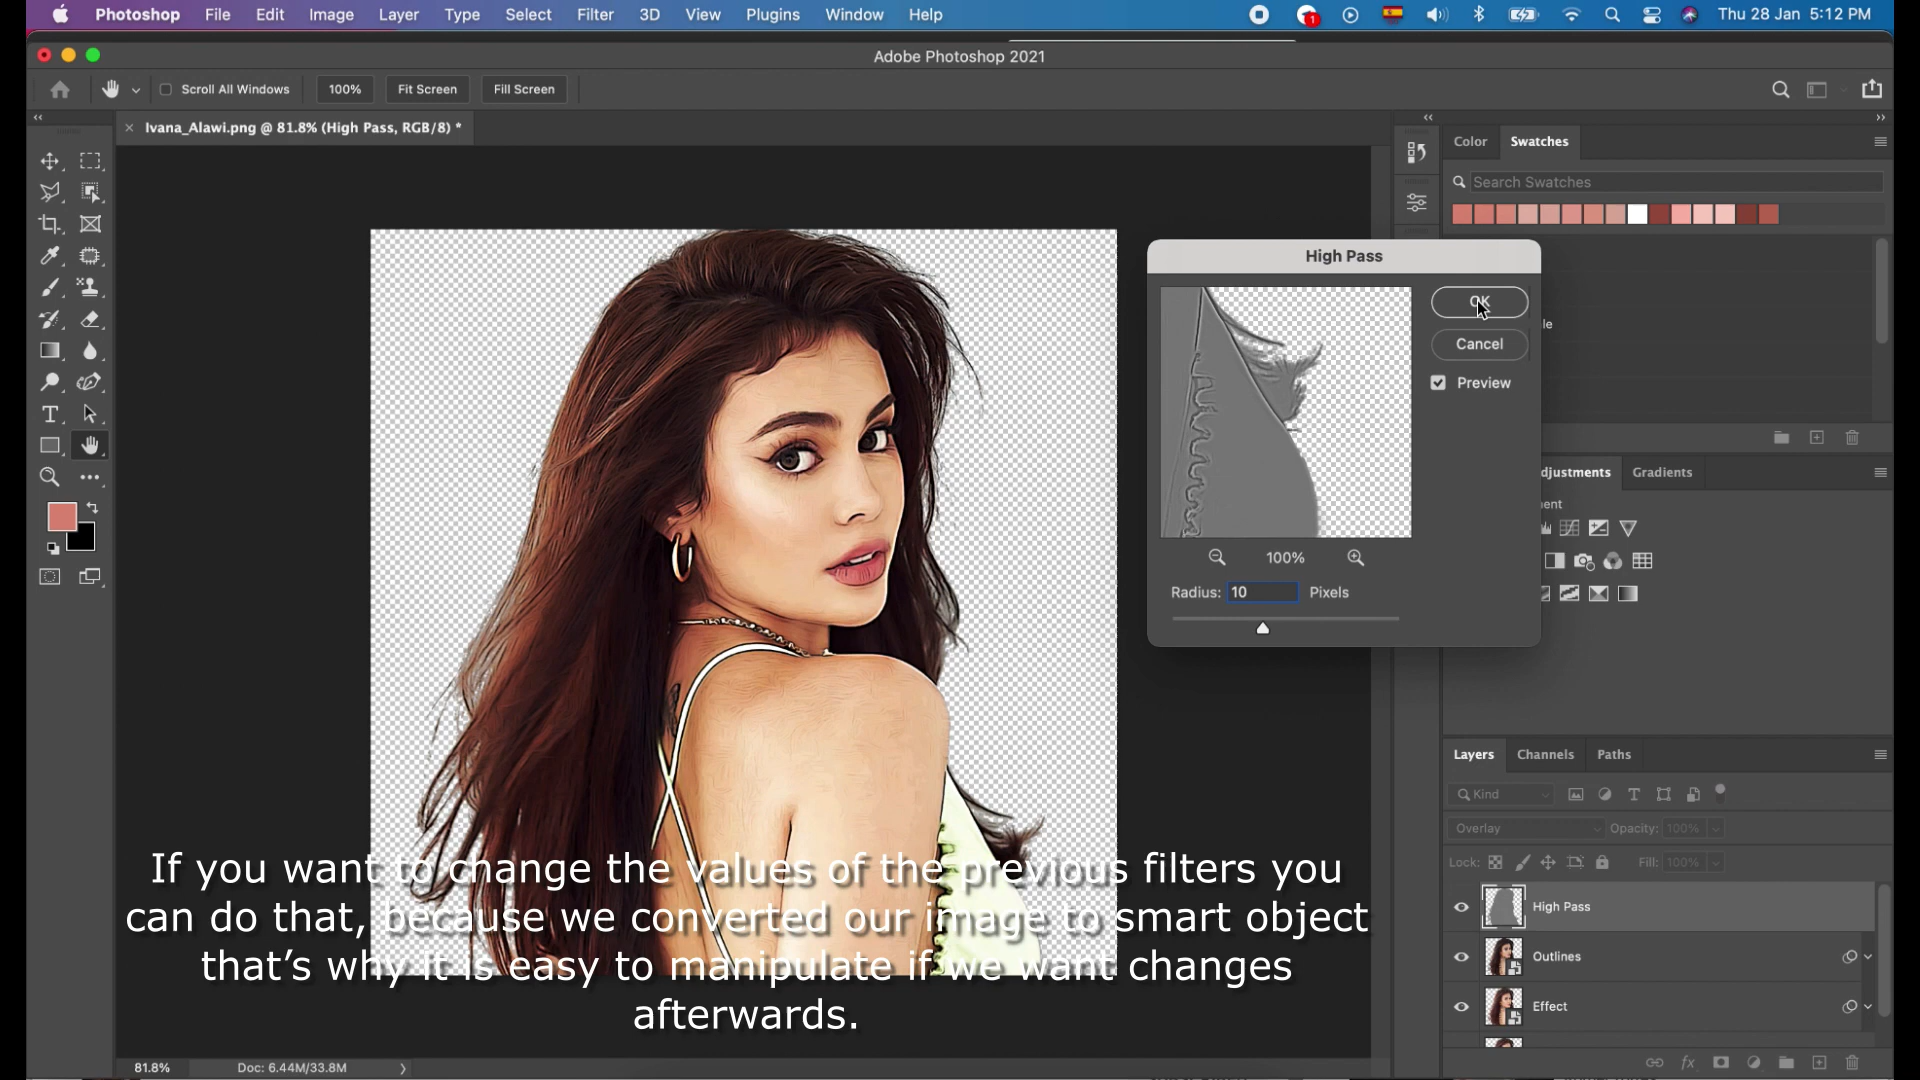 Photoshop File Edit Image Layer Type Select Filter 3D View Plugins Window Help 1 Thu 28 Jan 5:12 PM
Adobe Photoshop 2021
Scroll All Windows 100% Fit Screen Fill Screen
Ivana_Alawi.png @ 81.8% (High Pass, RGB/8) *
Color Swatches
Search Swatches
High Pass
OK
le
Cancel
Preview
djustments Gradients
ent
100%
Radius: 10 Pixels
Layers Channels Paths
Kind
Overlay Opacity: 100%
Lock: Fill: 100%
High Pass
Outlines
Effect
If you want to change the values of the previous filters you
can do that, because we converted our image to smart object
that's why it is easy to manipulate if we want changes
afterwards.
81.8% Doc: 6.44M/33.8M